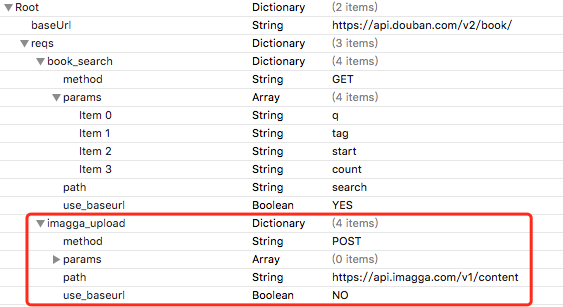 Root Dictionary (2 items)
baseUrl String https://api.douban.com/v2/book/
reqs Dictionary (3 items)
book_search Dictionary (4 items)
method String GET
params Array (4 items)
Item 0 String q
Item 1 String tag
Item 2 String start
Item 3 String count
path String search
use_baseurl Boolean YES
imagga_upload Dictionary (4 items)
method String POST
params Array (0 items)
path String https://api.imagga.com/v1/content
use_baseurl Boolean NO